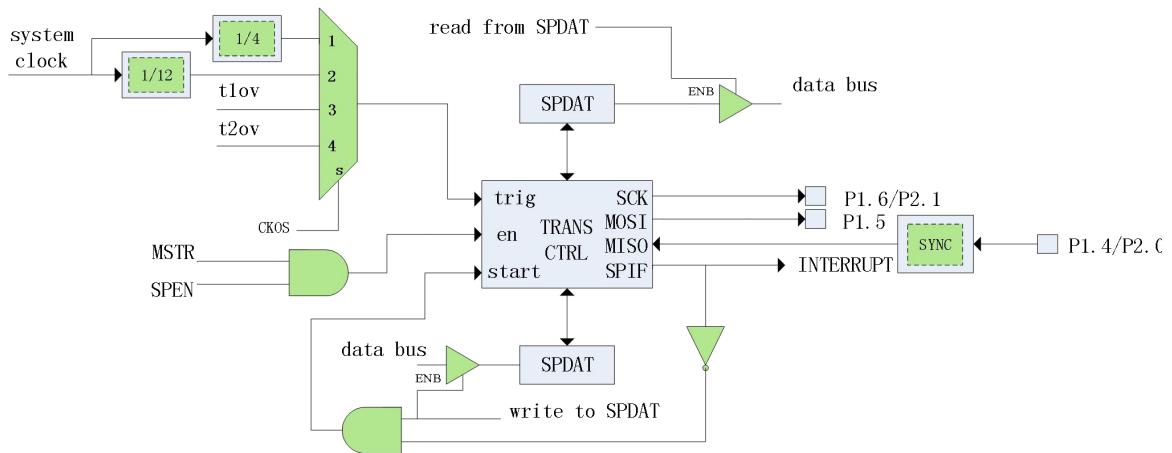 system
clock
1/4
1/12
t1ov
t2ov
1
2
3
4
s
CKOS
read from SPDAT
ENB
data bus
SPDAT
MSTR
SPEN
trig
en
start
TRANS
CTRL
SCK
MOSI
MISO
SPIF
P1.6/P2.1
P1.5
SYNC
P1.4/P2.0
INTERRUPT
data bus
ENB
SPDAT
write to SPDAT